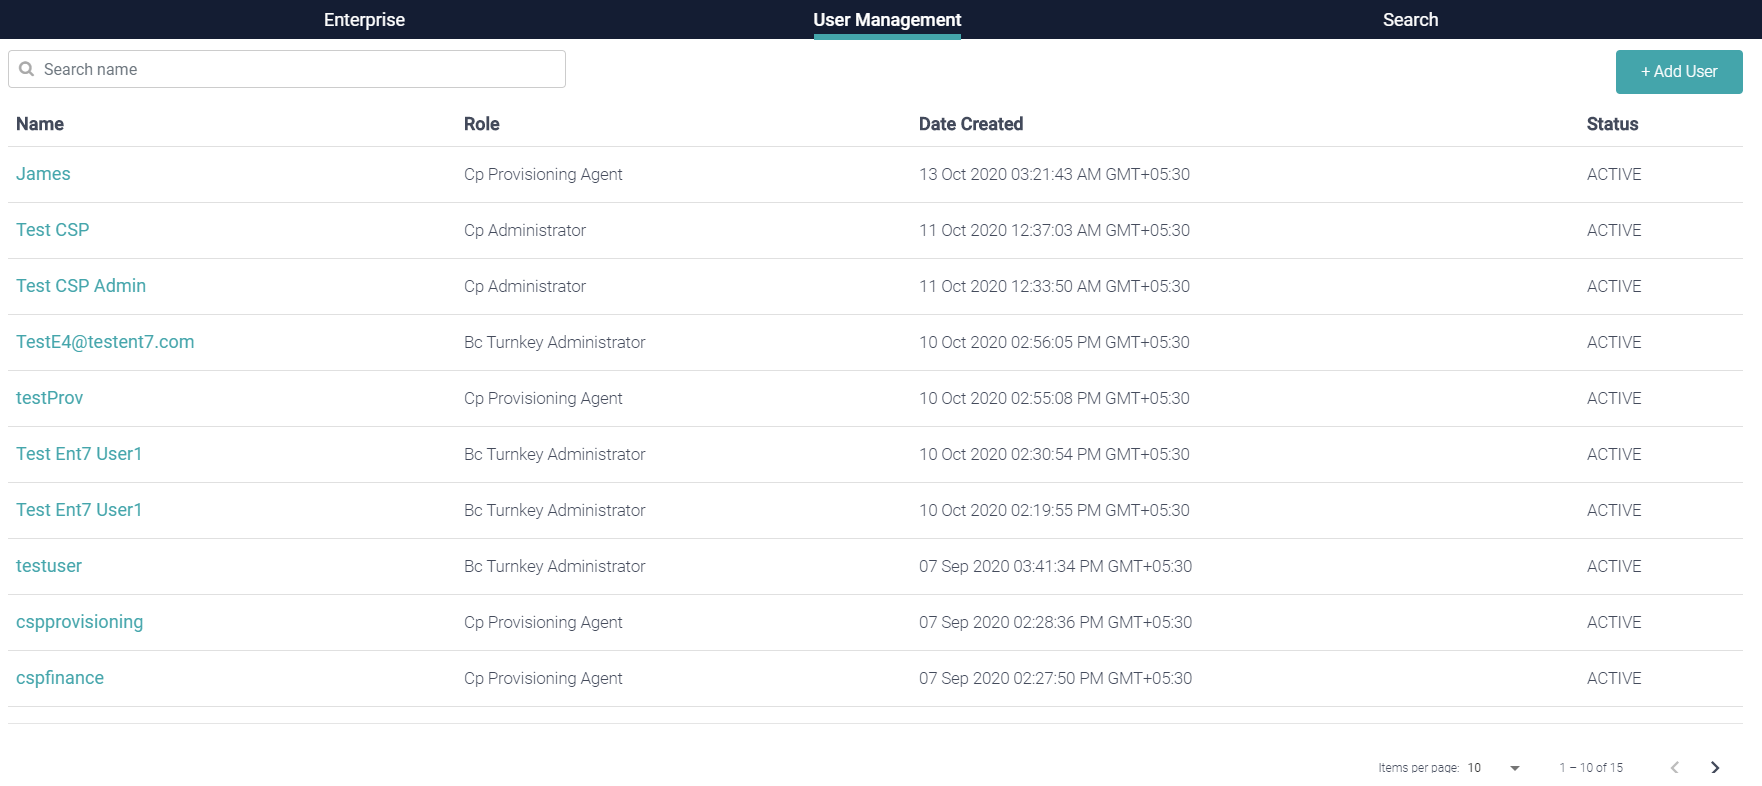 Enterprise User Management Search
Search name + Add User
Name Role Date Created Status
James Cp Provisioning Agent 13 Oct 2020 03:21:43 AM GMT+05:30 ACTIVE
Test CSP Cp Administrator 11 Oct 2020 12:37:03 AM GMT+05:30 ACTIVE
Test CSP Admin Cp Administrator 11 Oct 2020 12:33:50 AM GMT+05:30 ACTIVE
TestE4@testent7.com Bc Turnkey Administrator 10 Oct 2020 02:56:05 PM GMT+05:30 ACTIVE
testProv Cp Provisioning Agent 10 Oct 2020 02:55:08 PM GMT+05:30 ACTIVE
Test Ent7 User1 Bc Turnkey Administrator 10 Oct 2020 02:30:54 PM GMT+05:30 ACTIVE
Test Ent7 User1 Bc Turnkey Administrator 10 Oct 2020 02:19:55 PM GMT+05:30 ACTIVE
testuser Bc Turnkey Administrator 07 Sep 2020 03:41:34 PM GMT+05:30 ACTIVE
cspprovisioning Cp Provisioning Agent 07 Sep 2020 02:28:36 PM GMT+05:30 ACTIVE
cspfinance Cp Provisioning Agent 07 Sep 2020 02:27:50 PM GMT+05:30 ACTIVE
Items per page: 10 1 – 10 of 15